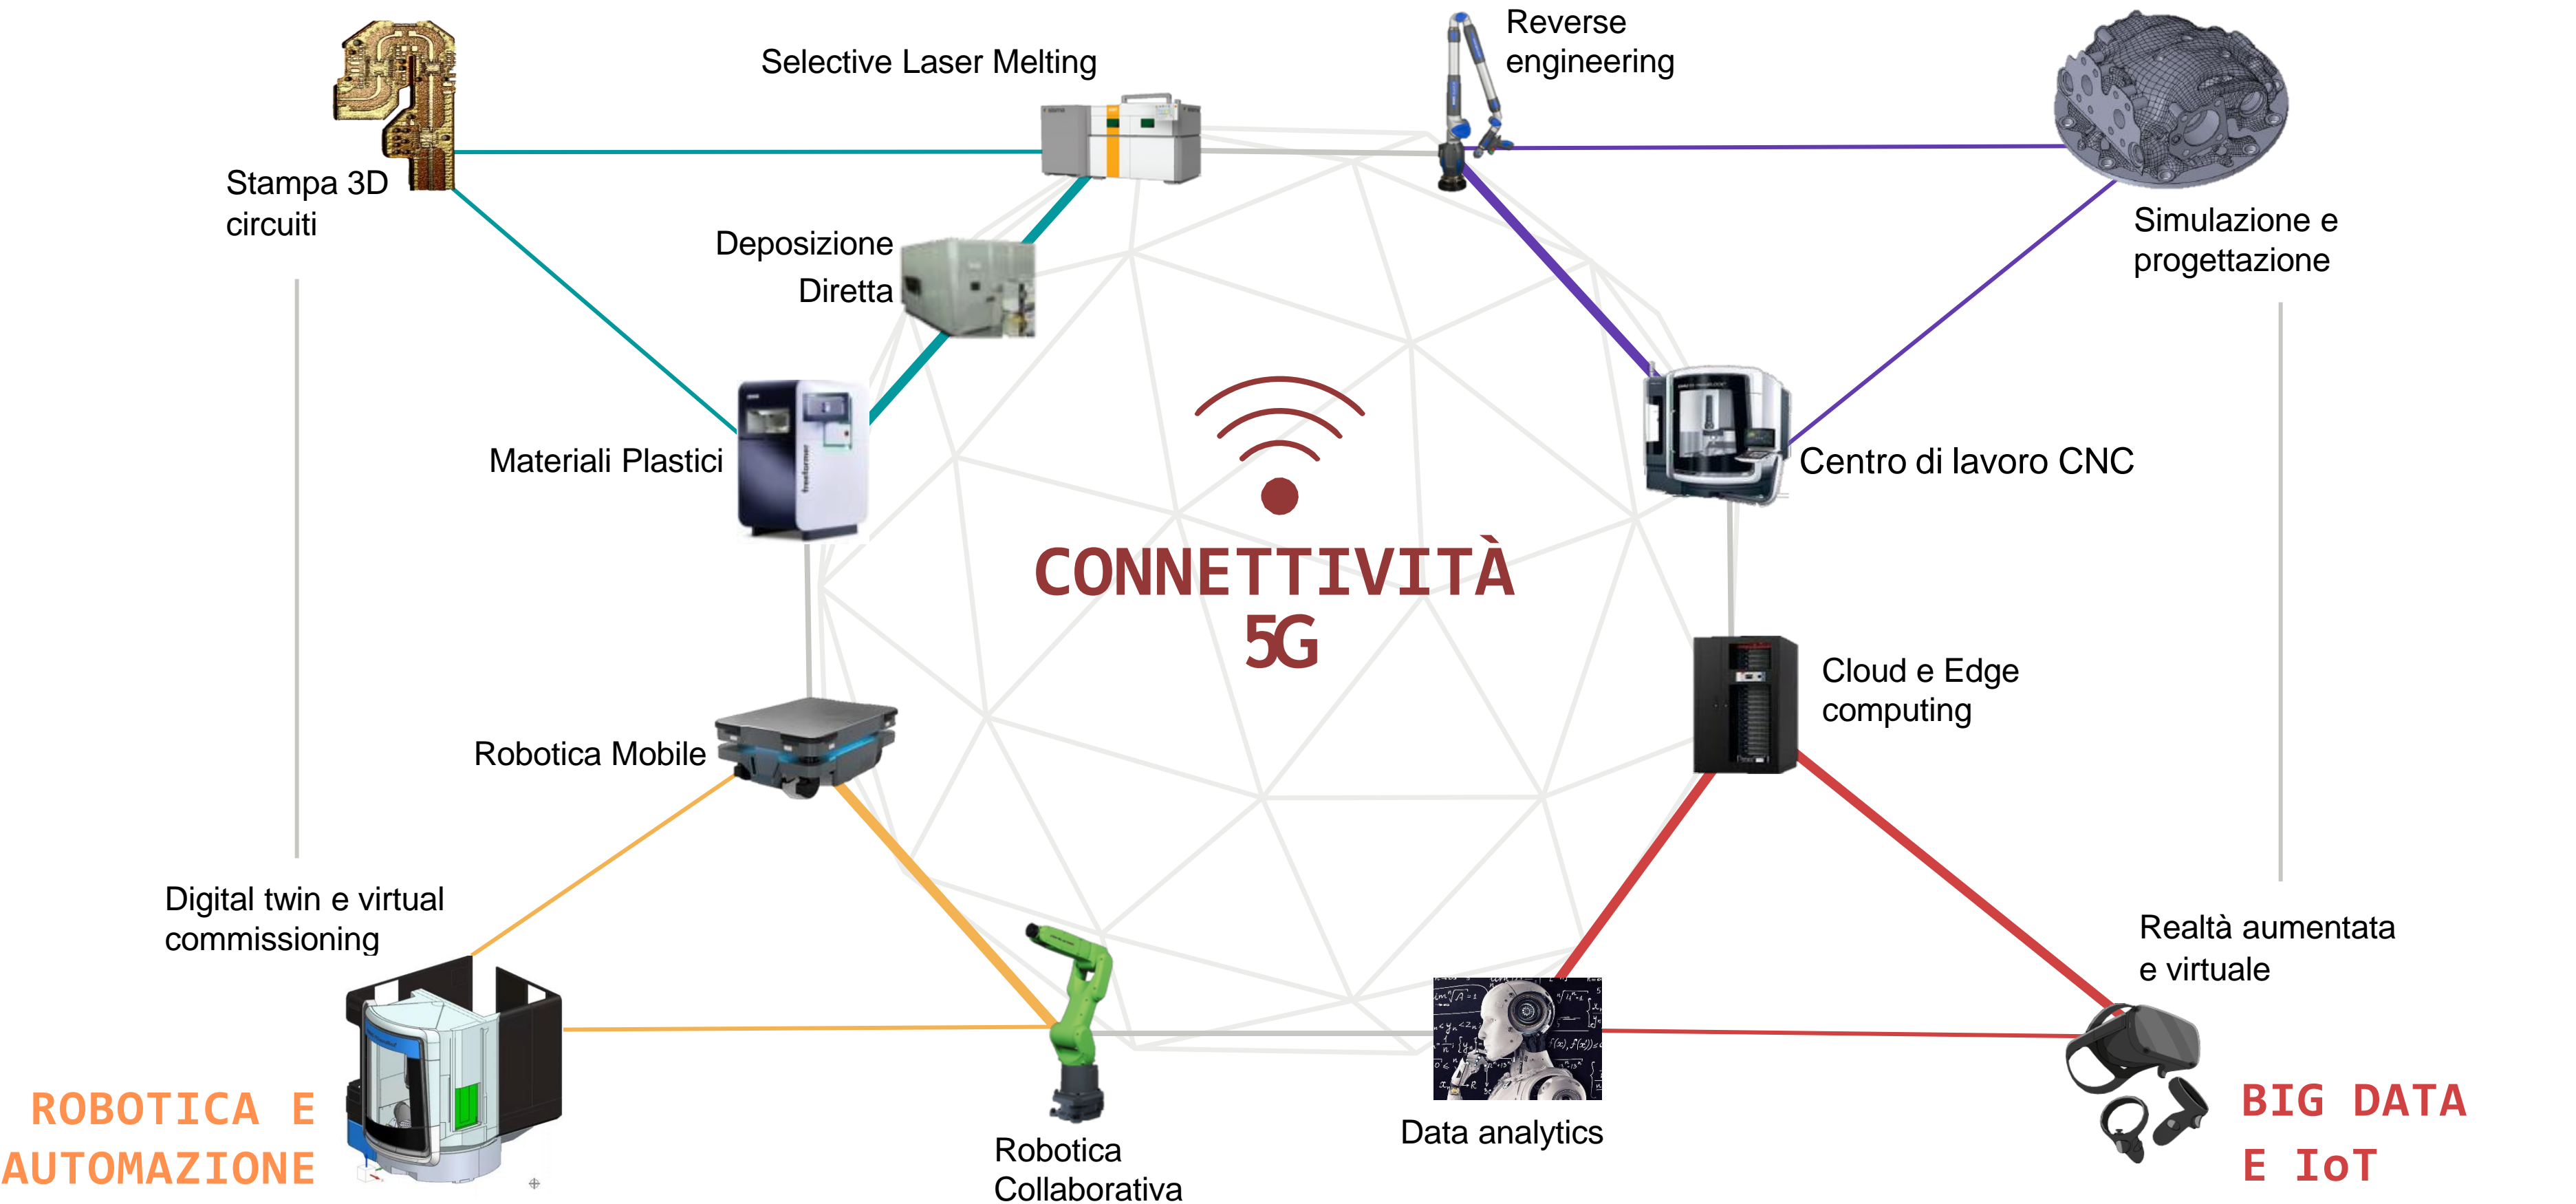 Reverse
engineering
Selective Laser Melting
Stampa 3D
circuiti
Deposizione
Diretta
Simulazione e
progettazione
Materiali Plastici
freeformer
Centro di lavoro CNC
CONNETTIVITÀ
5G
Cloud e Edge
computing
Robotica Mobile
Digital twin e virtual
commissioning
Realtà aumentata
e virtuale
ROBOTICA E
AUTOMAZIONE
BIG DATA
E IoT
Data analytics
Robotica
Collaborativa